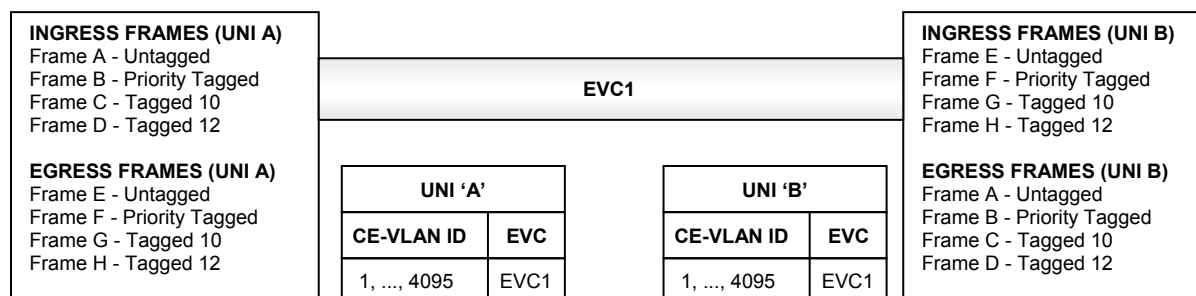 INGRESS FRAMES (UNI A)
Frame A - Untagged
Frame B - Priority Tagged
Frame C - Tagged 10
Frame D - Tagged 12
EGRESS FRAMES (UNI A)
Frame E - Untagged
Frame F - Priority Tagged
Frame G - Tagged 10
Frame H - Tagged 12
EVC1
UNI ‘A’
CE-VLAN ID EVC
1, ..., 4095 EVC1
UNI ‘B’
CE-VLAN ID EVC
1, ..., 4095 EVC1
INGRESS FRAMES (UNI B)
Frame E - Untagged
Frame F - Priority Tagged
Frame G - Tagged 10
Frame H - Tagged 12
EGRESS FRAMES (UNI B)
Frame A - Untagged
Frame B - Priority Tagged
Frame C - Tagged 10
Frame D - Tagged 12